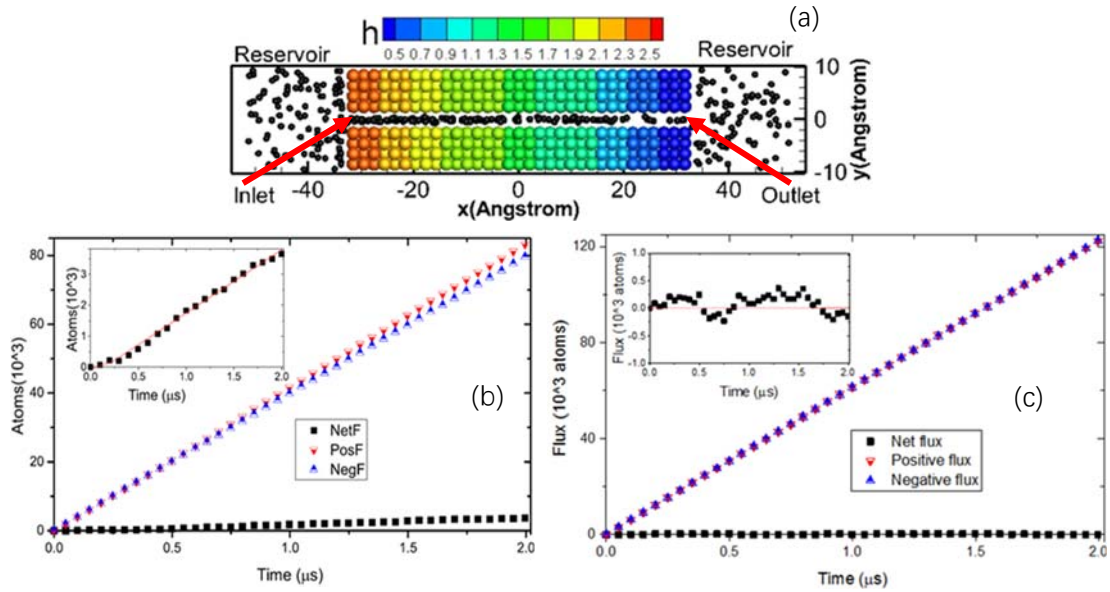 (a)
h
0.5 0.7 0.9 1.1 1.3 1.5 1.7 1.9 2.1 2.3 2.5
Reservoir
Reservoir
10
0
-10
y(Angstrom)
Inlet
-40 -20 0 20 40
Outlet
x(Angstrom)
80
60
40
20
0
Atoms(10^3)
0.0 0.5 1.0 1.5 2.0
Time (μs)
3
2
1
0
Atoms(10^3)
0.0 0.5 1.0 1.5 2.0
Time (μs)
NetF
PosF
NegF
(b)
120
80
40
0
Flux (10^3 atoms)
0.0 0.5 1.0 1.5 2.0
Time (μs)
1.0
0.5
0.0
-0.5
-1.0
Flux (10^3 atoms)
0.0 0.5 1.0 1.5 2.0
Time (μs)
Net flux
Positive flux
Negative flux
(c)